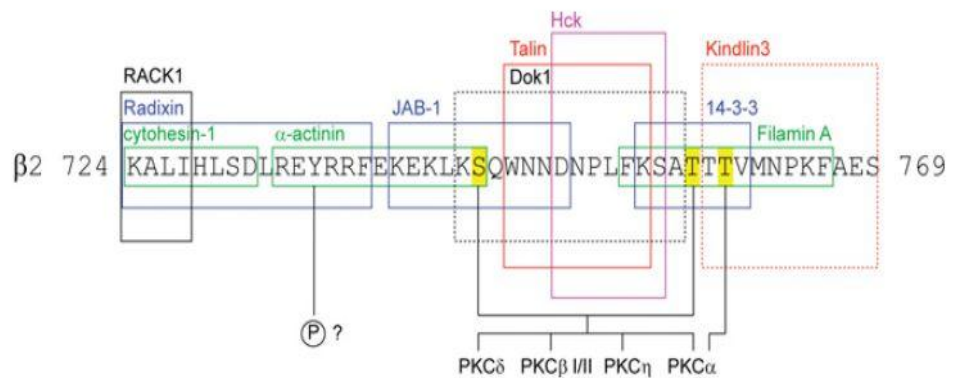 Hck
Talin Kindlin3
RACK1 Dok1
Radixin JAB-1 14-3-3
cytohesin-1 α-actinin Filamin A
β2 724 KALIHLSDLREYRRFEKEKLKSQWNNDNPLFKSATTTVMNPKFAES 769
P ?
PKCδ PKCβ I/II PKCη PKCα